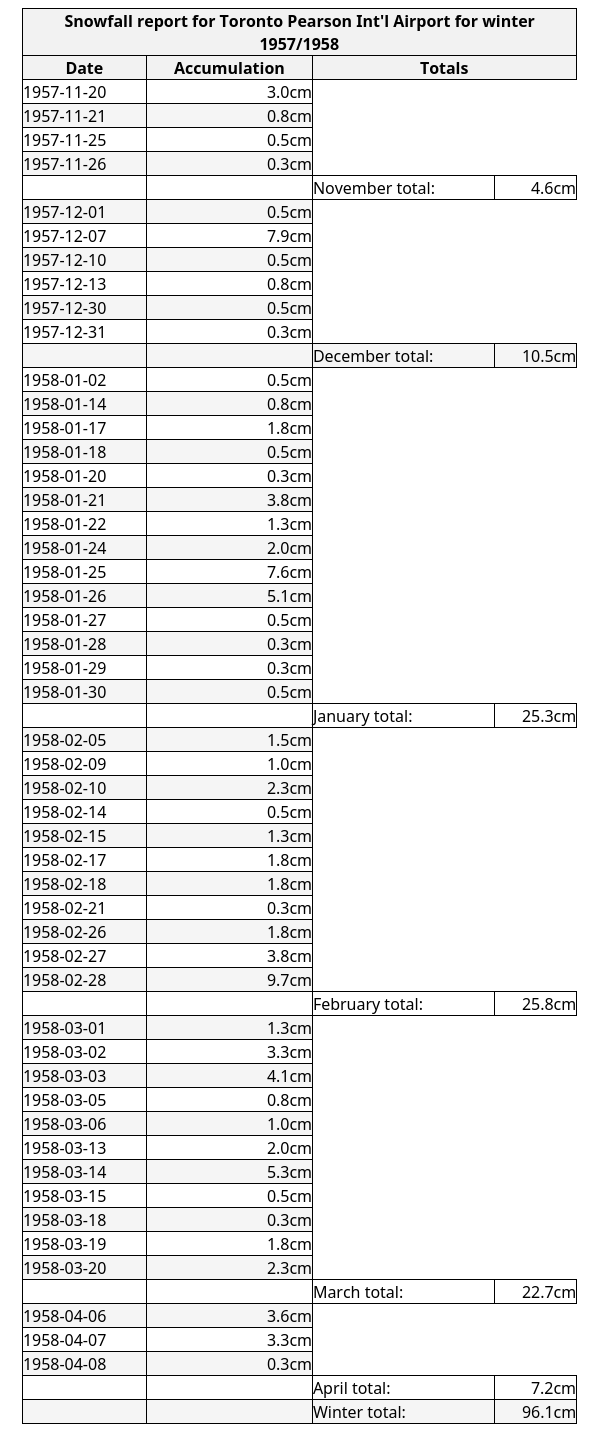 Snowfall report for Toronto Pearson Int'l Airport for winter
1957/1958
Date Accumulation Totals
1957-11-20 3.0cm
1957-11-21 0.8cm
1957-11-25 0.5cm
1957-11-26 0.3cm
November total: 4.6cm
1957-12-01 0.5cm
1957-12-07 7.9cm
1957-12-10 0.5cm
1957-12-13 0.8cm
1957-12-30 0.5cm
1957-12-31 0.3cm
December total: 10.5cm
1958-01-02 0.5cm
1958-01-14 0.8cm
1958-01-17 1.8cm
1958-01-18 0.5cm
1958-01-20 0.3cm
1958-01-21 3.8cm
1958-01-22 1.3cm
1958-01-24 2.0cm
1958-01-25 7.6cm
1958-01-26 5.1cm
1958-01-27 0.5cm
1958-01-28 0.3cm
1958-01-29 0.3cm
1958-01-30 0.5cm
January total: 25.3cm
1958-02-05 1.5cm
1958-02-09 1.0cm
1958-02-10 2.3cm
1958-02-14 0.5cm
1958-02-15 1.3cm
1958-02-17 1.8cm
1958-02-18 1.8cm
1958-02-21 0.3cm
1958-02-26 1.8cm
1958-02-27 3.8cm
1958-02-28 9.7cm
February total: 25.8cm
1958-03-01 1.3cm
1958-03-02 3.3cm
1958-03-03 4.1cm
1958-03-05 0.8cm
1958-03-06 1.0cm
1958-03-13 2.0cm
1958-03-14 5.3cm
1958-03-15 0.5cm
1958-03-18 0.3cm
1958-03-19 1.8cm
1958-03-20 2.3cm
March total: 22.7cm
1958-04-06 3.6cm
1958-04-07 3.3cm
1958-04-08 0.3cm
April total: 7.2cm
Winter total: 96.1cm